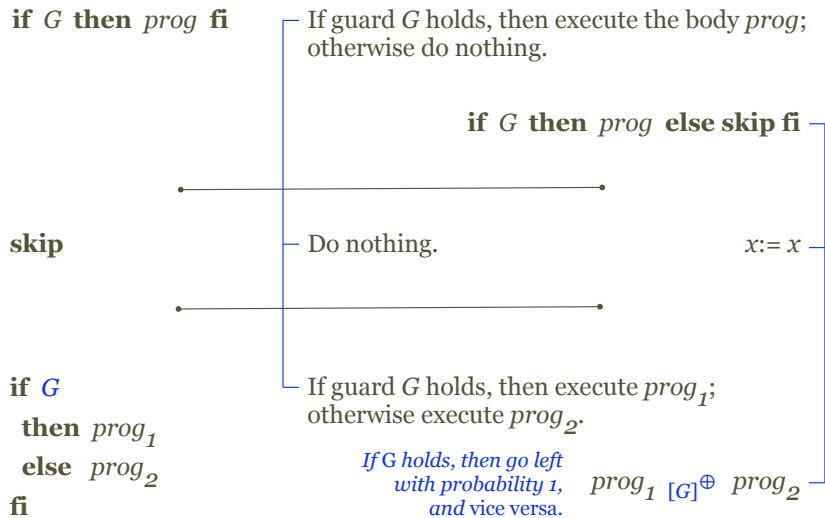 if G then prog fi
If guard G holds, then execute the body prog;
otherwise do nothing.
if G then prog else skip fi
skip
Do nothing.
x:= x
if G
then prog1
else prog2
fi
If guard G holds, then execute prog1;
otherwise execute prog2.
If G holds, then go left
with probability 1,
and vice versa.
prog1 [G]⊕ prog2